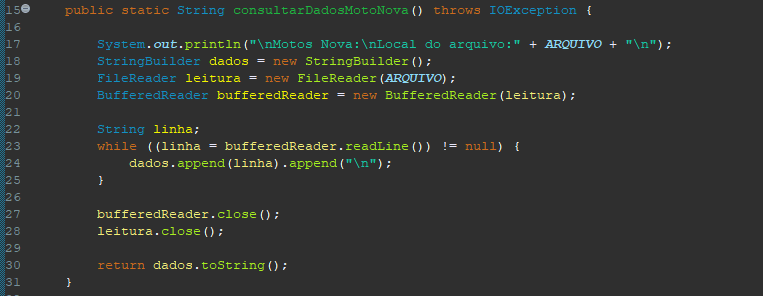 15 public static String consultarDadosMotoNova() throws IOException {
16
17 System.out.println("\nMotos Nova:\nLocal do arquivo:" + ARQUIVO + "\n");
18 StringBuilder dados = new StringBuilder();
19 FileReader leitura = new FileReader(ARQUIVO);
20 BufferedReader bufferedReader = new BufferedReader(leitura);
21
22 String linha;
23 while ((linha = bufferedReader.readLine()) != null) {
24 dados.append(linha).append("\n");
25 }
26
27 bufferedReader.close();
28 leitura.close();
29
30 return dados.toString();
31 }